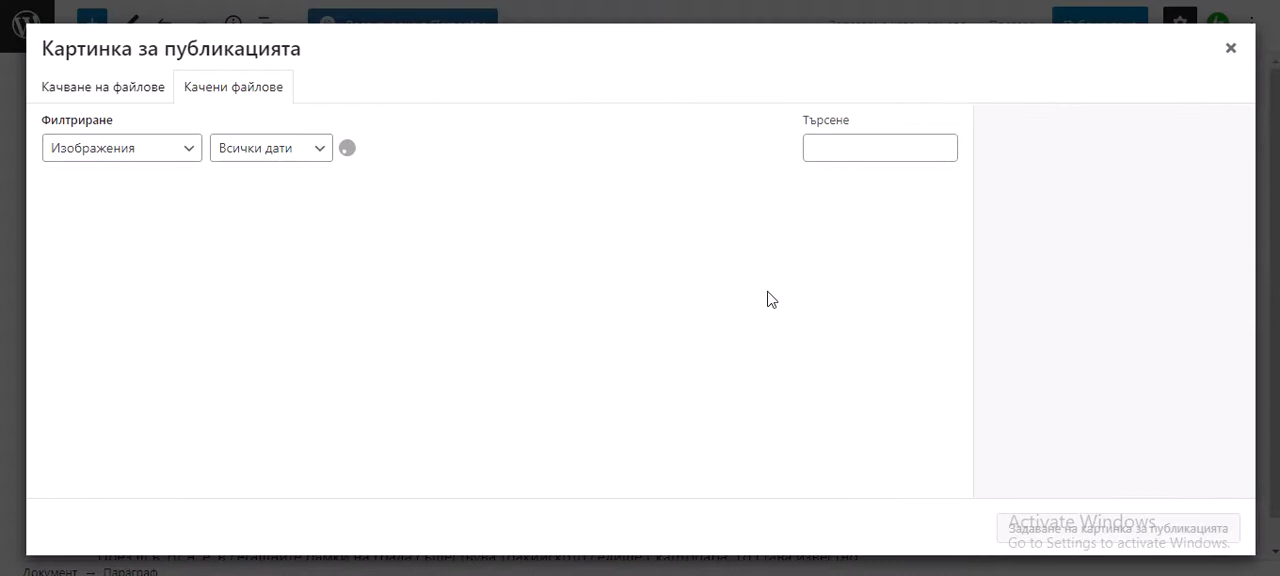 Картинка за публикацията
Качване на файлове
Качени файлове
Филтриране
Търсене
Изображения
Всички дати
Задаване на картинка за публикацията
Activate Windows
Go to Settings to activate Windows.
Документ → Параграф